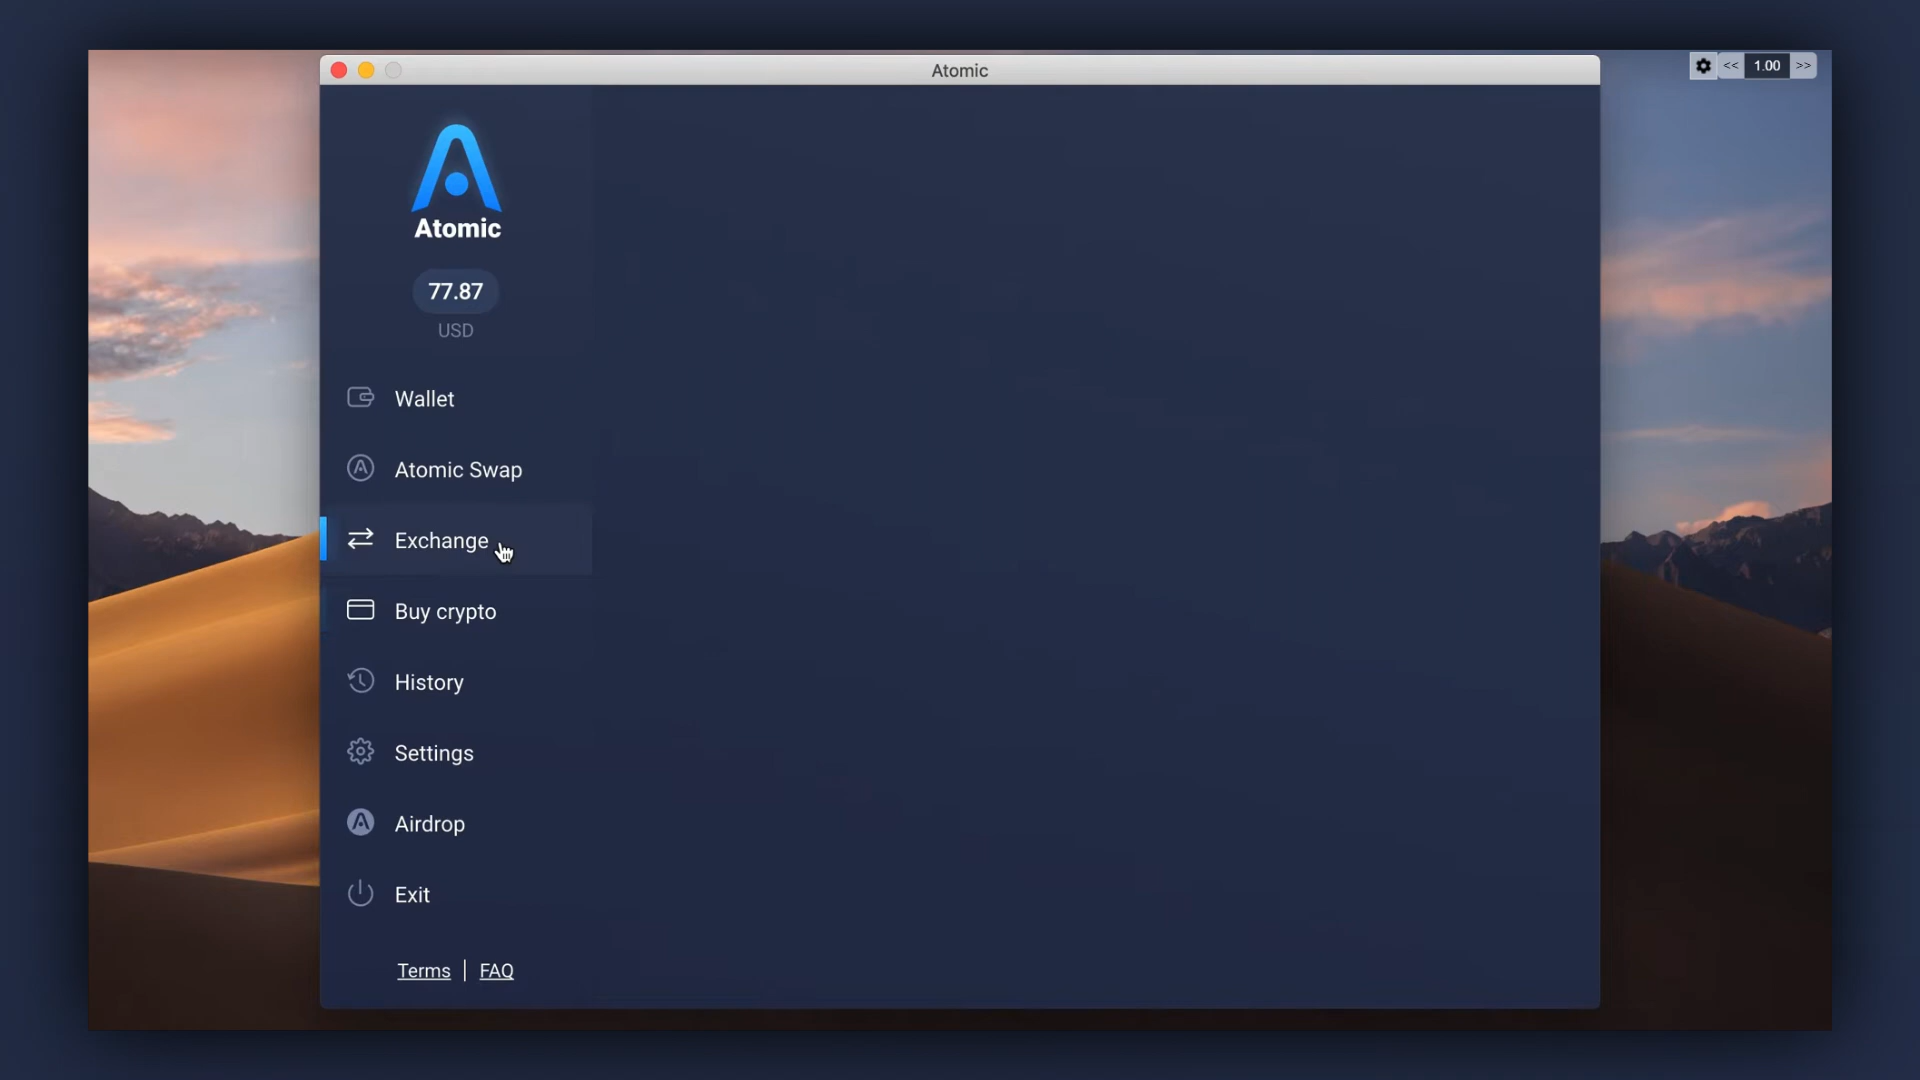 Atomic
<< 1.00 >>
Atomic
77.87
USD
Wallet
Atomic Swap
Exchange
Buy crypto
History
Settings
Airdrop
Exit
Terms | FAQ